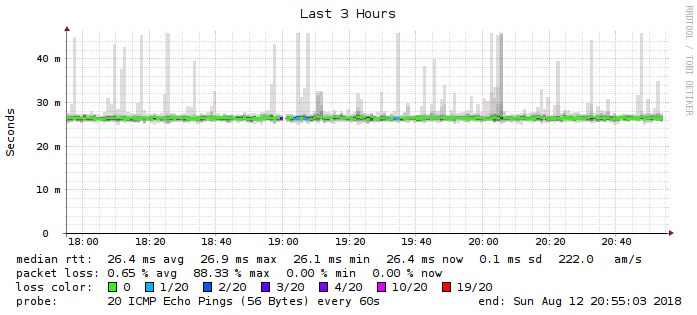 Last 3 Hours
RRDTOOL / TOBI OETIKER
Seconds
40 m
30 m
20 m
10 m
0
18:00 18:20 18:40 19:00 19:20 19:40 20:00 20:20 20:40
median rtt: 26.4 ms avg 26.9 ms max 26.1 ms min 26.4 ms now 0.1 ms sd 222.0 am/s
packet loss: 0.65 % avg 88.33 % max 0.00 % min 0.00 % now
loss color: 0 1/20 2/20 3/20 4/20 10/20 19/20
probe: 20 ICMP Echo Pings (56 Bytes) every 60s end: Sun Aug 12 20:55:03 2018